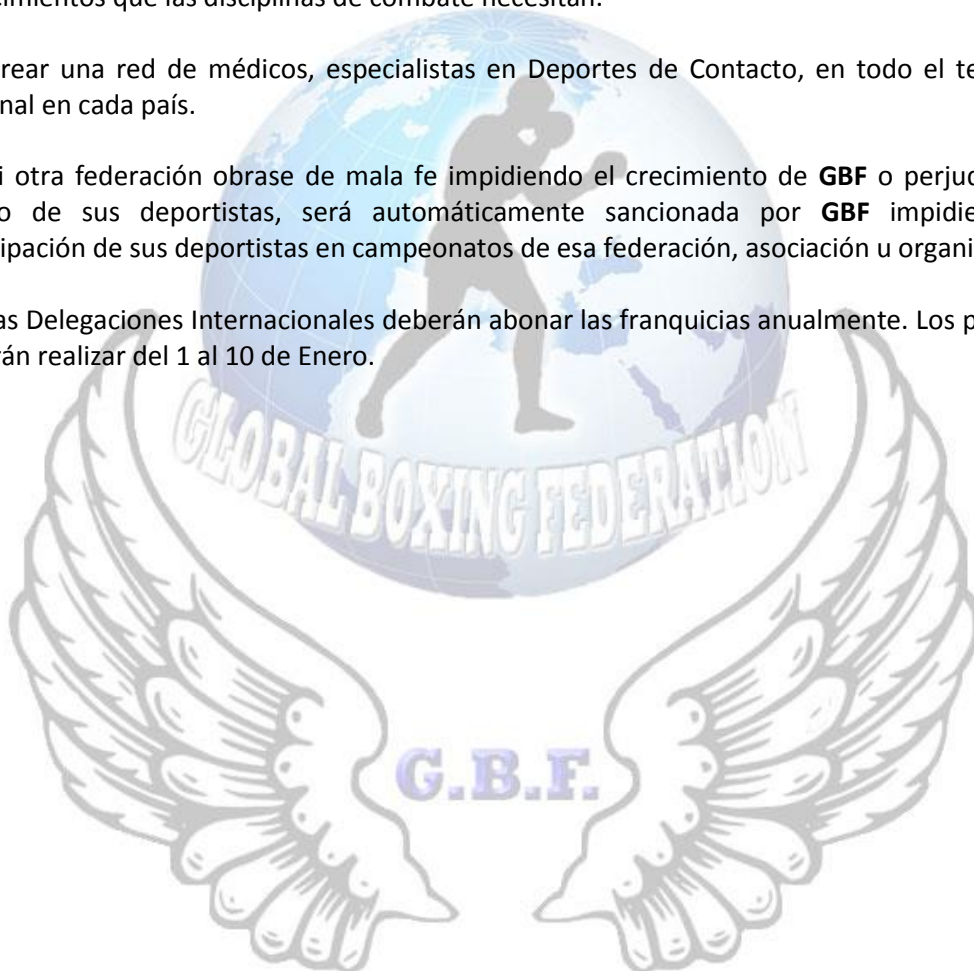 cimientos que las disciplinas de combate necesitan.
rear una red de médicos, especialistas en Deportes de Contacto, en todo el te
nal en cada país.
i otra federación obrase de mala fe impidiendo el crecimiento de GBF o perjud
o de sus deportistas, será automáticamente sancionada por GBF impidie
ipación de sus deportistas en campeonatos de esa federación, asociación u organi
as Delegaciones Internacionales deberán abonar las franquicias anualmente. Los p
rán realizar del 1 al 10 de Enero.
GLOBAL BOXING FEDERATION
G.B.F.